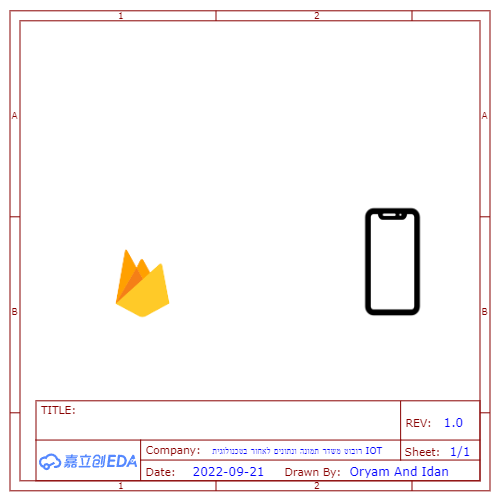 1 2
A A
B B
TITLE:
REV: 1.0
嘉立创EDA
Company: רובוט משדר תמונה ונתונים לאחור בטכנולוגית IOT
Sheet: 1/1
Date: 2022-09-21 Drawn By: Oryam And Idan
1 2